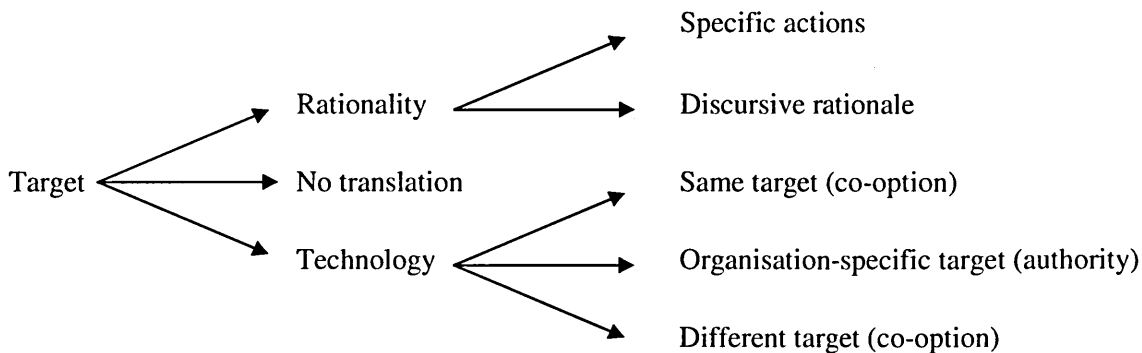 Specific actions
Rationality
Discursive rationale
Target
No translation
Same target (co-option)
Technology
Organisation-specific target (authority)
Different target (co-option)